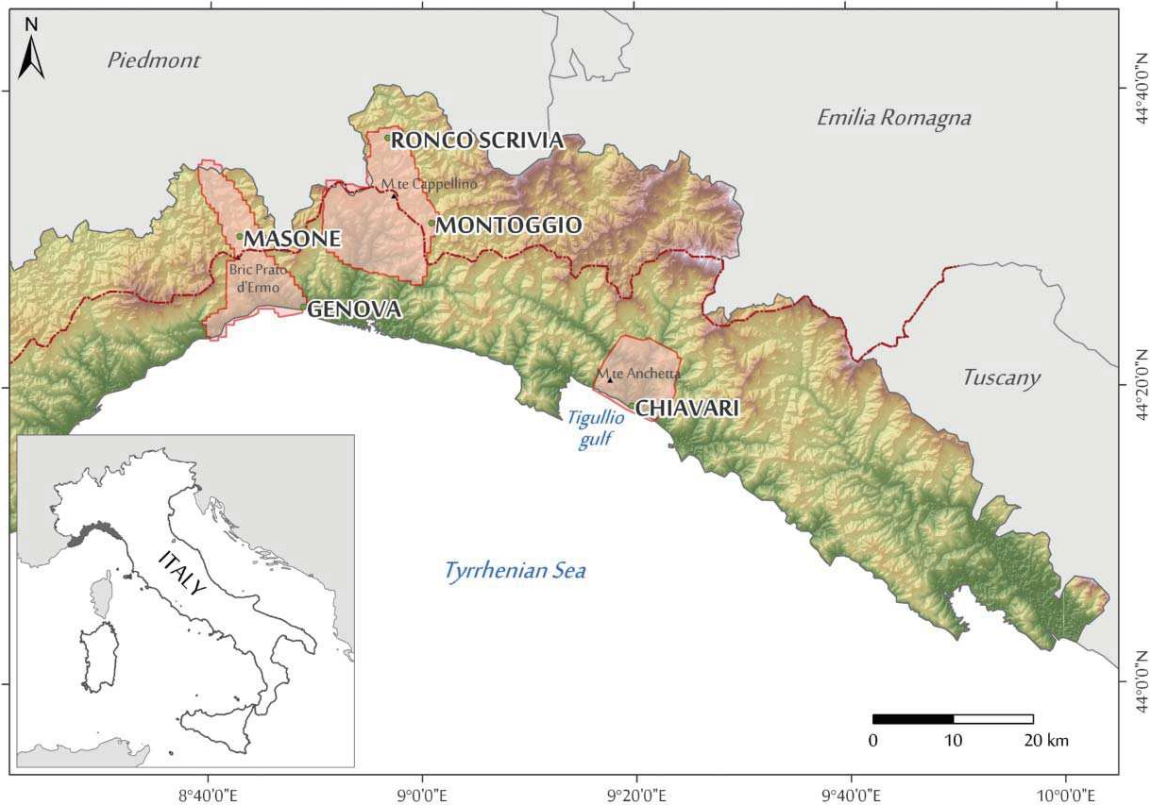 N
Piedmont
Emilia Romagna
44°40'0"N
RONCO SCRIVIA
M.te Cappellino
MONTOGGIO
MASONE
Bric Prato
d'Ermo
GENOVA
M.te Anchetta
CHIAVARI
Tuscany
44°20'0"N
Tigullio
gulf
ITALY
Tyrrhenian Sea
44°0'0"N
0 10 20 km
8°40'0"E 9°00'0"E 9°20'0"E 9°40'0"E 10°00'0"E